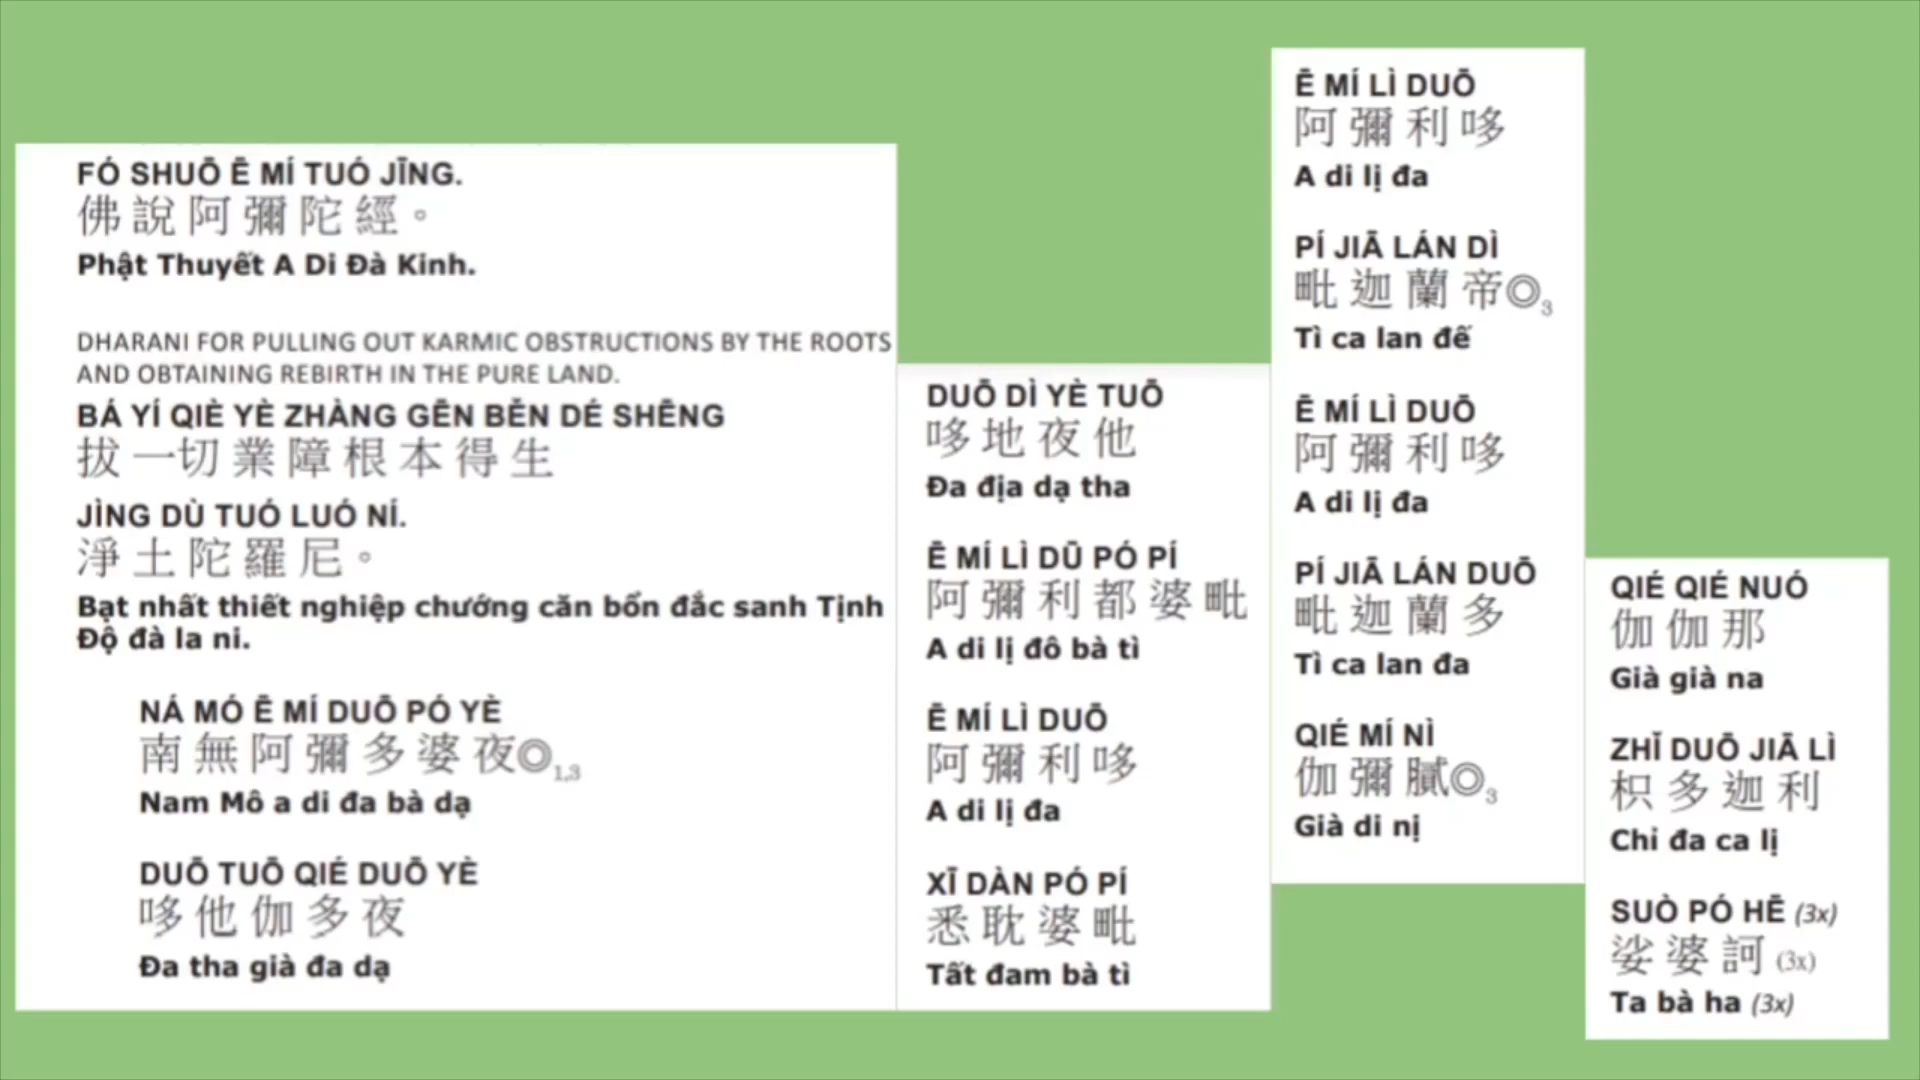 FÓ SHUŌ Ē MÍ TUÓ JĪNG.
佛說阿彌陀經。
Phật Thuyết A Di Đà Kinh.
DHARANI FOR PULLING OUT KARMIC OBSTRUCTIONS BY THE ROOTS
AND OBTAINING REBIRTH IN THE PURE LAND.
BÁ YÍ QIÈ YÈ ZHÀNG GĒN BĚN DÉ SHĒNG
拔一切業障根本得生
JÌNG DÙ TUÓ LUÓ NÍ.
淨土陀羅尼。
Bạt nhất thiết nghiệp chướng căn bổn đắc sanh Tịnh
Độ đà la ni.
NÁ MÓ Ē MÍ DUŌ PÓ YÈ
南無阿彌多婆夜◎1,3
Nam Mô a di đa bà dạ
DUŌ TUŌ QIÉ DUŌ YÈ
哆他伽多夜
Đa tha già đa dạ
DUŌ DÌ YÈ TUŌ
哆地夜他
Đa địa dạ tha
Ē MÍ LÌ DŪ PÓ PÍ
阿彌利都婆毗
A di lị đô bà tì
Ē MÍ LÌ DUŌ
阿彌利哆
A di lị đa
XĪ DÀN PÓ PÍ
悉耽婆毗
Tất đam bà tì
Ē MÍ LÌ DUŌ
阿彌利哆
A di lị đa
PÍ JIĀ LÁN DÌ
毗迦蘭帝◎3
Tì ca lan đế
Ē MÍ LÌ DUŌ
阿彌利哆
A di lị đa
PÍ JIĀ LÁN DUŌ
毗迦蘭多
Tì ca lan đa
QIÉ MÍ NÌ
伽彌膩◎3
Già di nị
QIÉ QIÉ NUÓ
伽伽那
Già già na
ZHǏ DUŌ JIĀ LÌ
枳多迦利
Chỉ đa ca lị
SUŌ PÓ HĒ (3x)
娑婆訶 (3x)
Ta bà ha (3x)